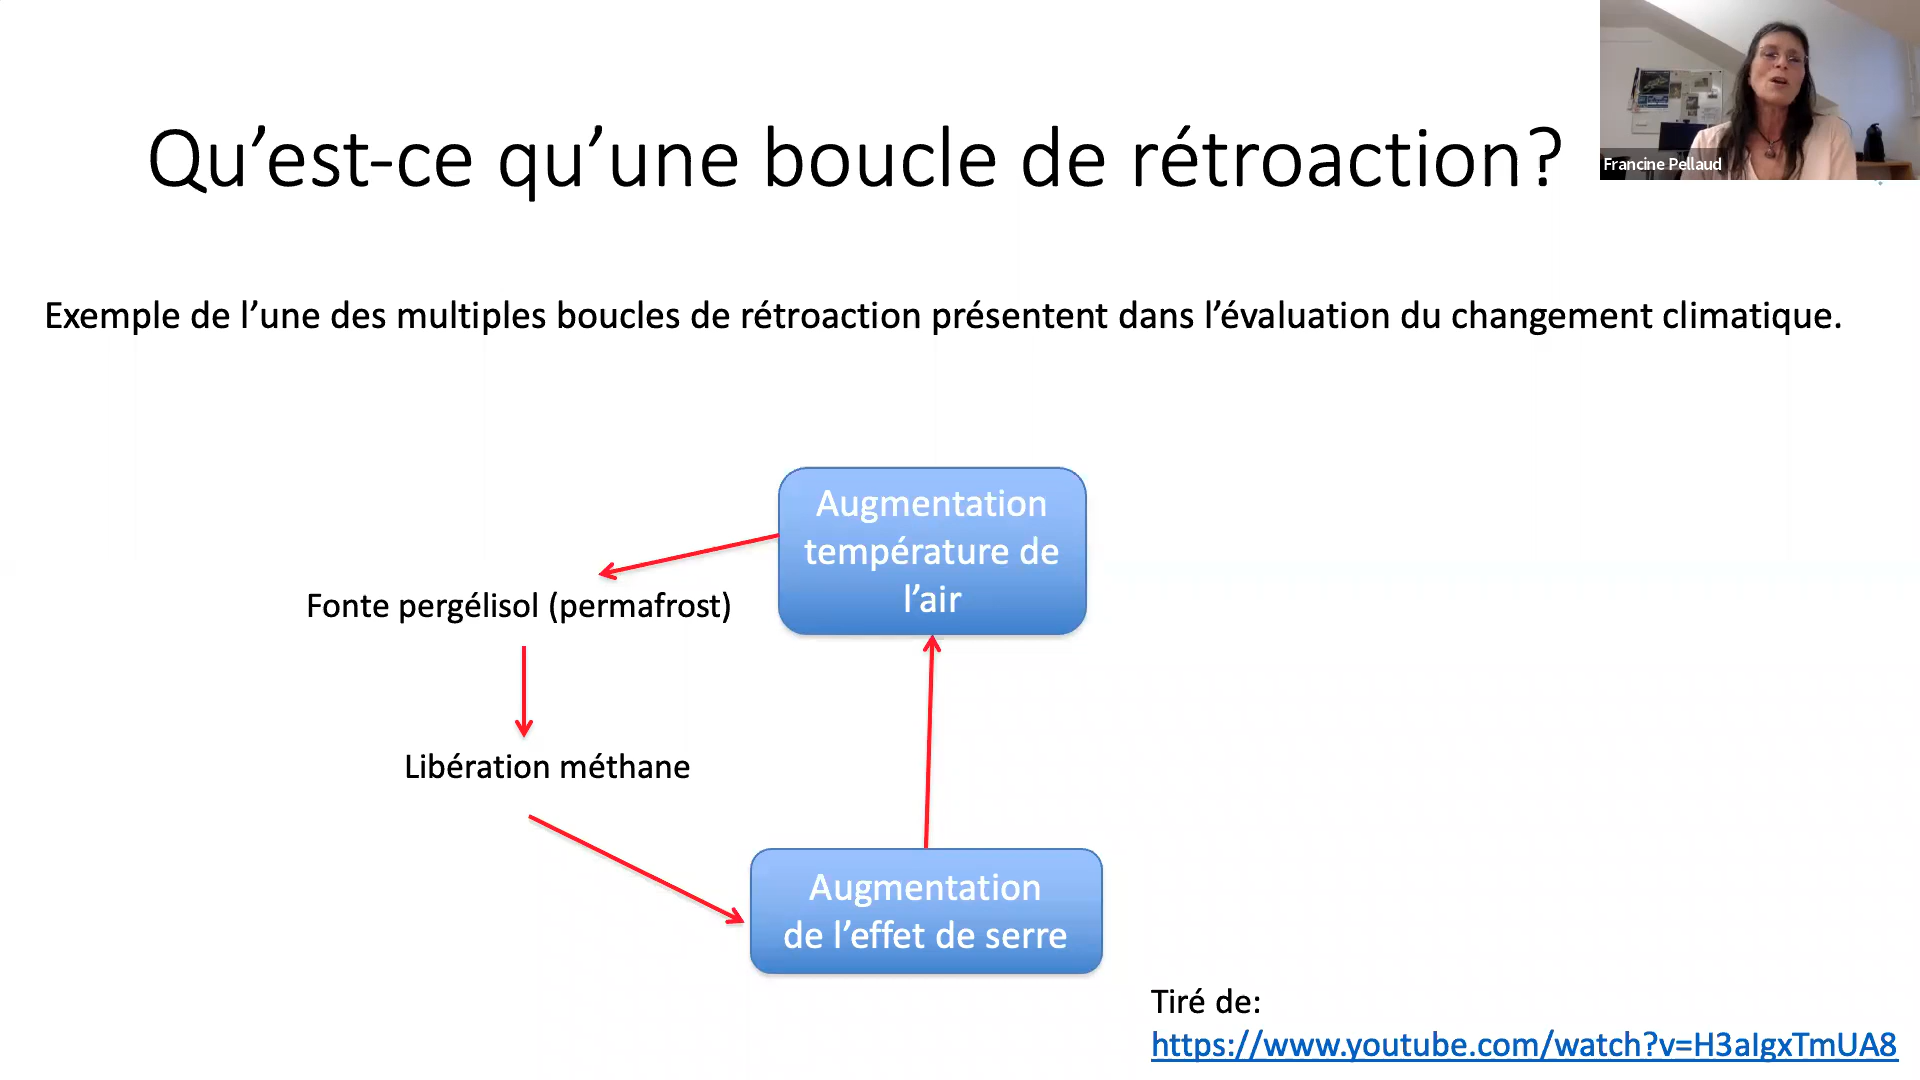 Qu’est-ce qu’une boucle de rétroaction?
Francine Pellaud
Exemple de l’une des multiples boucles de rétroaction présentent dans l’évaluation du changement climatique.
Augmentation
température de
l’air
Fonte pergélisol (permafrost)
Libération méthane
Augmentation
de l’effet de serre
Tiré de:
https://www.youtube.com/watch?v=H3aIgxTmUA8